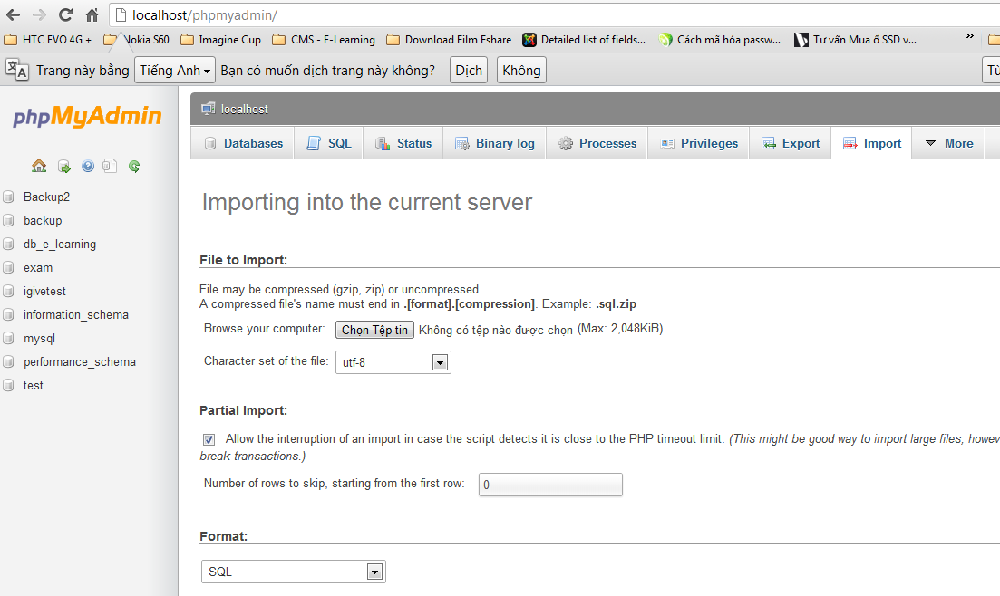 localhost/phpmyadmin/
HTC EVO 4G + Nokia S60 Imagine Cup CMS - E-Learning Download Film Fshare Detailed list of fields... Cách mã hóa passw... Tư vấn Mua ổ SSD v... »
Trang này bằng Tiếng Anh Bạn có muốn dịch trang này không? Dịch Không
phpMyAdmin
Backup2
backup
db_e_learning
exam
igivetest
information_schema
mysql
performance_schema
test
localhost
Databases SQL Status Binary log Processes Privileges Export Import More
Importing into the current server
File to Import:
File may be compressed (gzip, zip) or uncompressed.
A compressed file's name must end in .[format].[compression]. Example: .sql.zip
Browse your computer: Chọn Tệp tin Không có tệp nào được chọn (Max: 2,048KiB)
Character set of the file: utf-8
Partial Import:
Allow the interruption of an import in case the script detects it is close to the PHP timeout limit. (This might be good way to import large files, howev
break transactions.)
Number of rows to skip, starting from the first row: 0
Format:
SQL